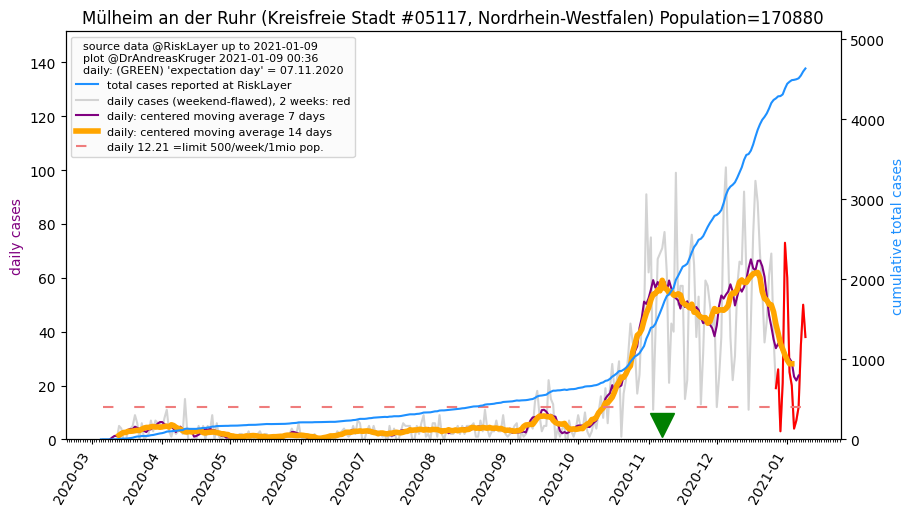 Mülheim an der Ruhr (Kreisfreie Stadt #05117, Nordrhein-Westfalen) Population=170880
source data @RiskLayer up to 2021-01-09
plot @DrAndreasKruger 2021-01-09 00:36
daily: (GREEN) 'expectation day' = 07.11.2020
total cases reported at RiskLayer
daily cases (weekend-flawed), 2 weeks: red
daily: centered moving average 7 days
daily: centered moving average 14 days
daily 12.21 =limit 500/week/1mio pop.
daily cases
140
120
100
80
60
40
20
0
cumulative total cases
5000
4000
3000
2000
1000
0
2020-03
2020-04
2020-05
2020-06
2020-07
2020-08
2020-09
2020-10
2020-11
2020-12
2021-01